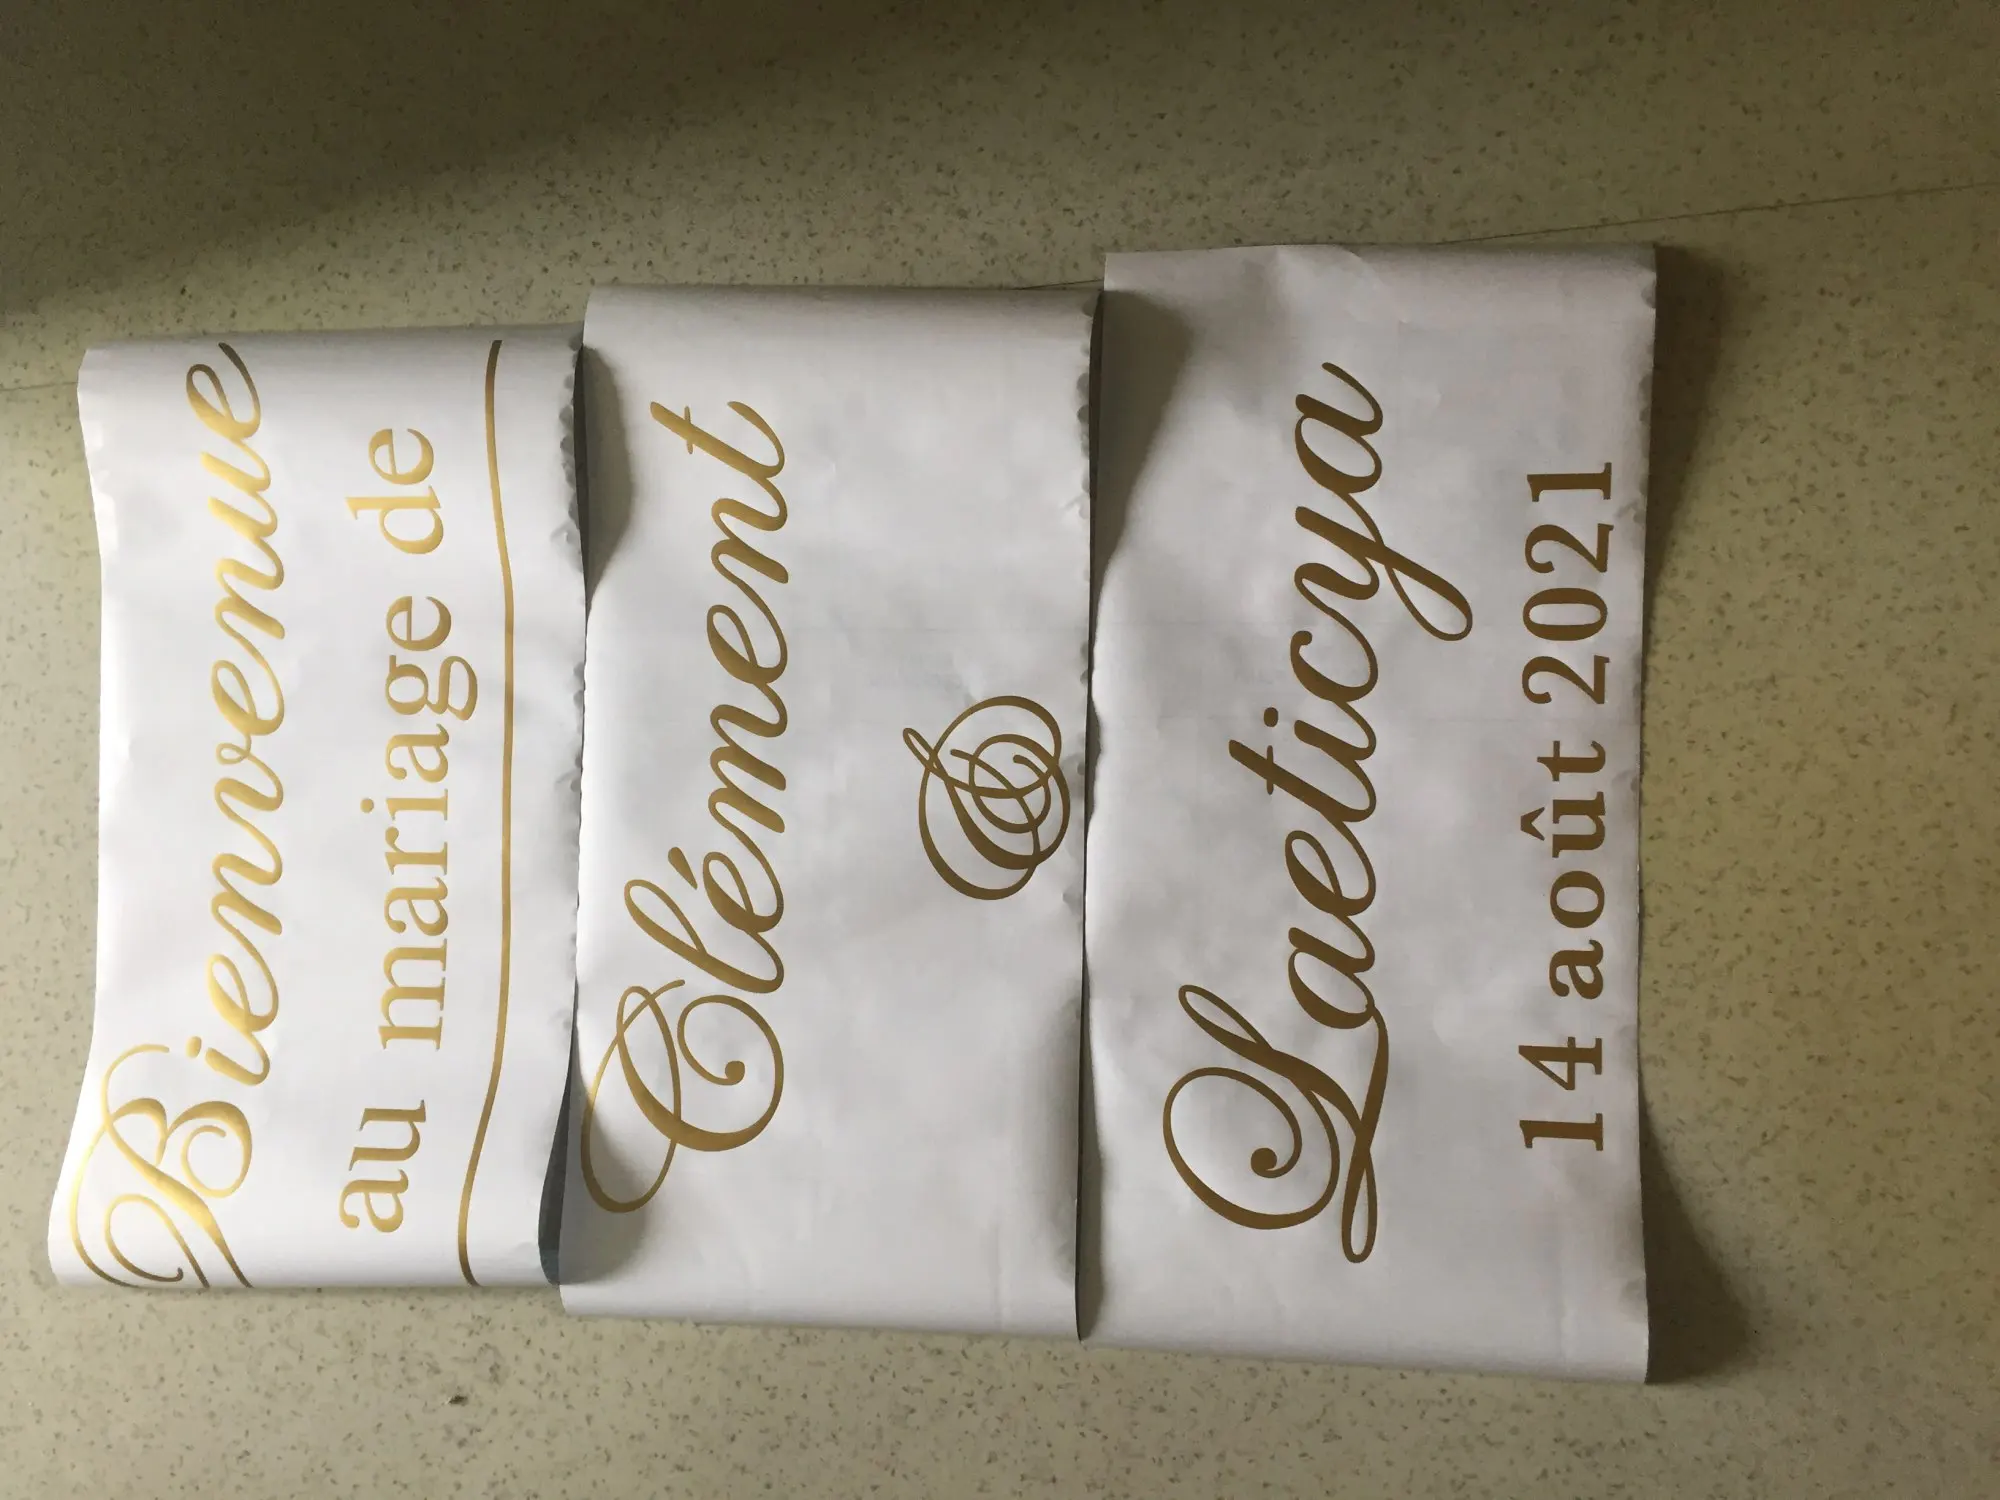 Bienvenue
au mariage de
Clément
&
Laeticya
14 août 2021